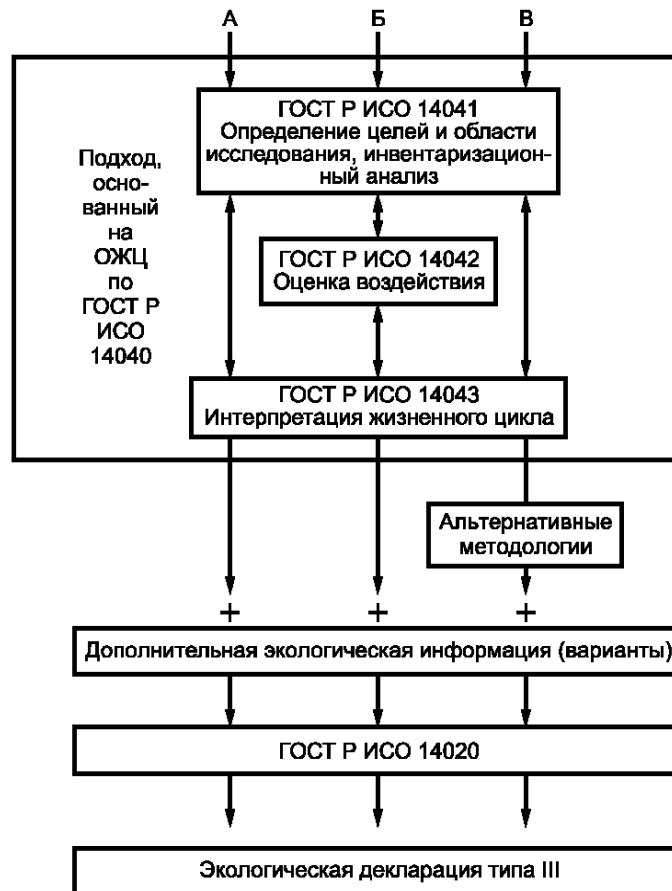 А Б В
ГОСТ Р ИСО 14041
Определение целей и области
исследования, инвентаризацион-
ный анализ
Подход,
осно-
ванный
на
ОЖЦ
по
ГОСТ Р
ИСО
14040
ГОСТ Р ИСО 14042
Оценка воздействия
ГОСТ Р ИСО 14043
Интерпретация жизненного цикла
Альтернативные
методологии
+ + +
Дополнительная экологическая информация (варианты)
ГОСТ Р ИСО 14020
Экологическая декларация типа III